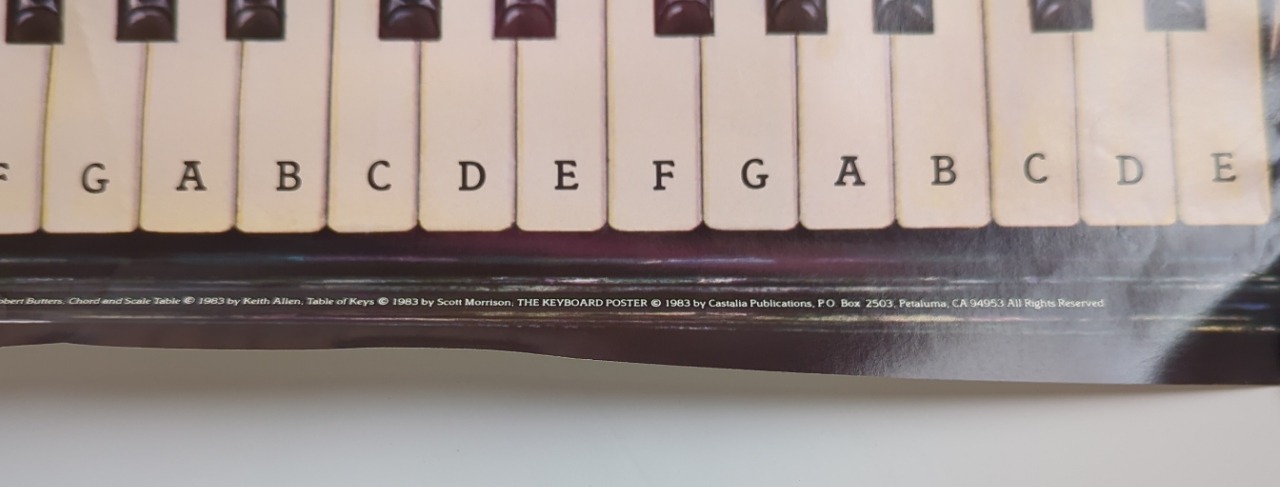 F G A B C D E F G A B C D E
Butters. Chord and Scale Table © 1983 by Keith Allen, Table of Keys © 1983 by Scott Morrison, THE KEYBOARD POSTER © 1983 by Castalia Publications, P.O. Box 2503, Petaluma, CA 94953 All Rights Reserved